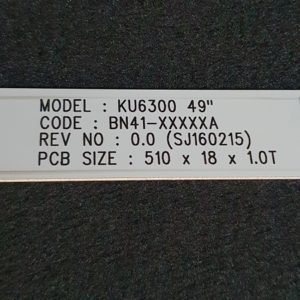 MODEL : KU6300 49"
CODE : BN41-XXXXXA
REV NO : 0.0 (SJ160215)
PCB SIZE : 510 x 18 x 1.0T